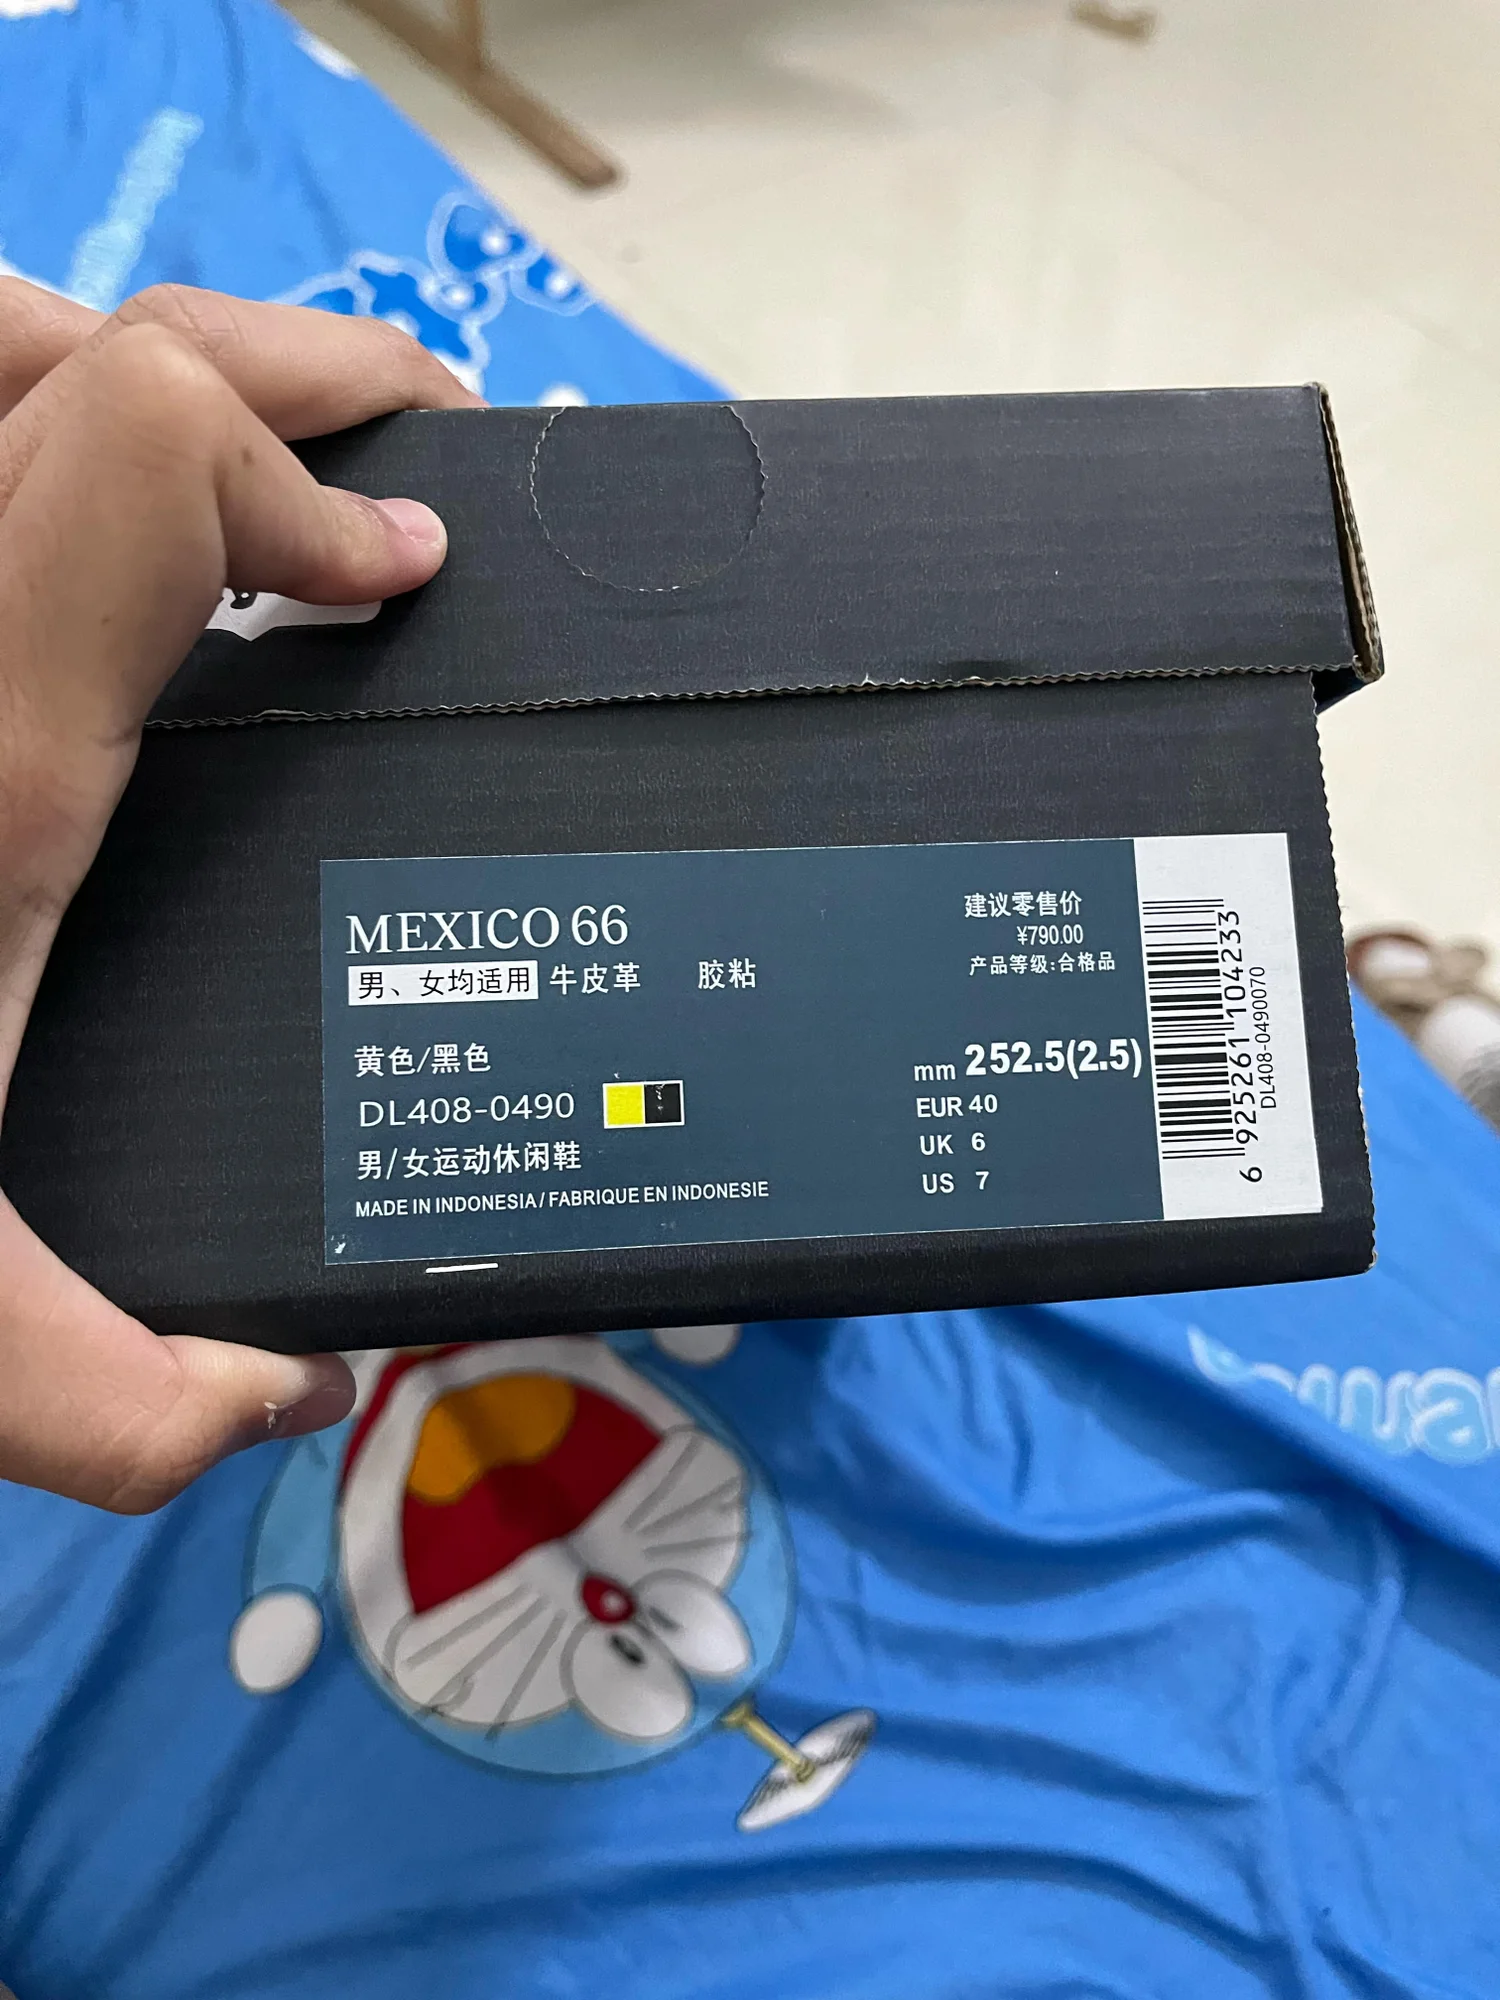 MEXICO 66
男、女均适用 牛皮革 胶粘
黄色/黑色
DL408-0490
男/女运动休闲鞋
MADE IN INDONESIA / FABRIQUE EN INDONESIE
建议零售价
¥790.00
产品等级:合格品
mm 252.5(2.5)
EUR 40
UK 6
US 7
6 925261 104233
DL408-0490070